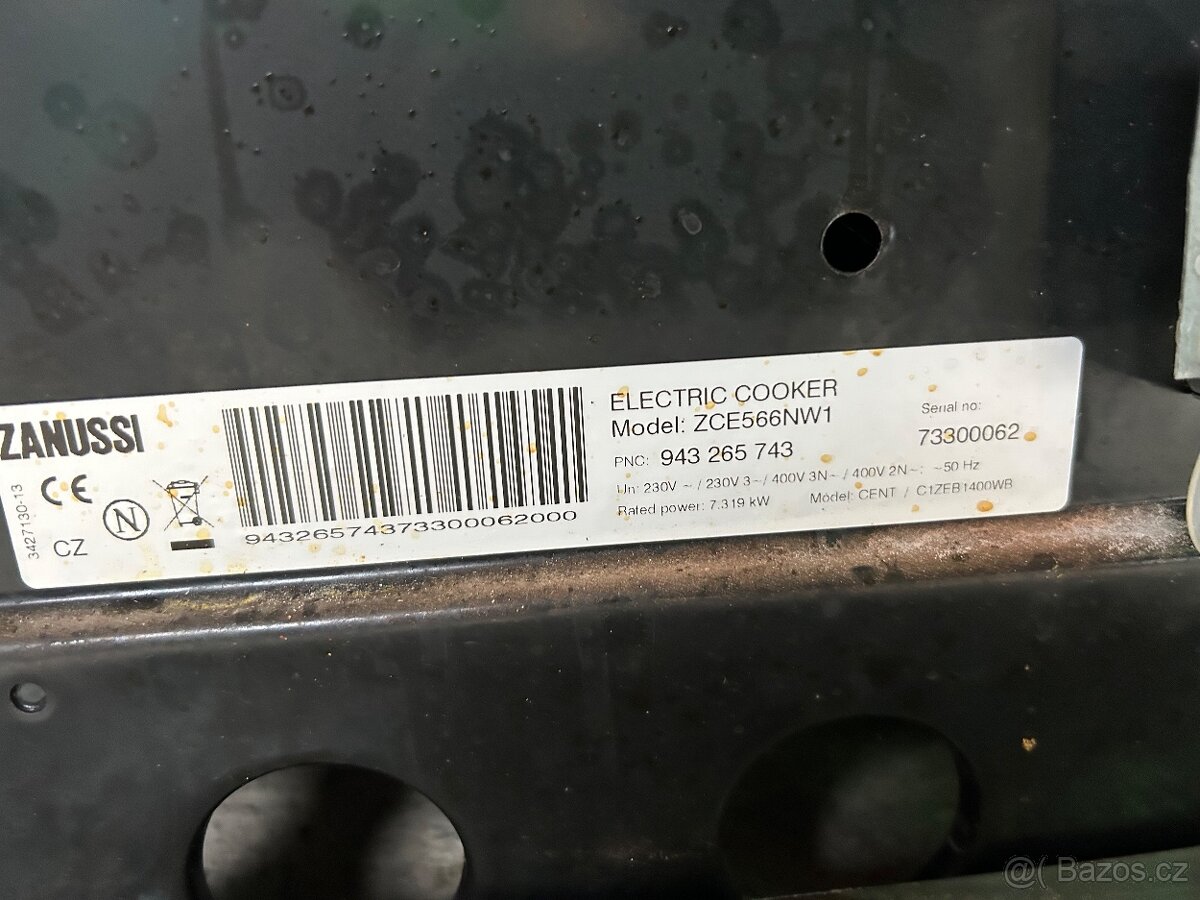 ZANUSSI
CE
N
CZ
3427130-13
94326574373300062000
ELECTRIC COOKER
Model: ZCE566NW1
PNC: 943 265 743
Un: 230V ~ / 230V 3~ / 400V 3N~ / 400V 2N~: ~50 Hz
Rated power: 7.319 kW
Model: CENT / C1ZEB1400WB
Serial no:
73300062
@( Bazos.cz